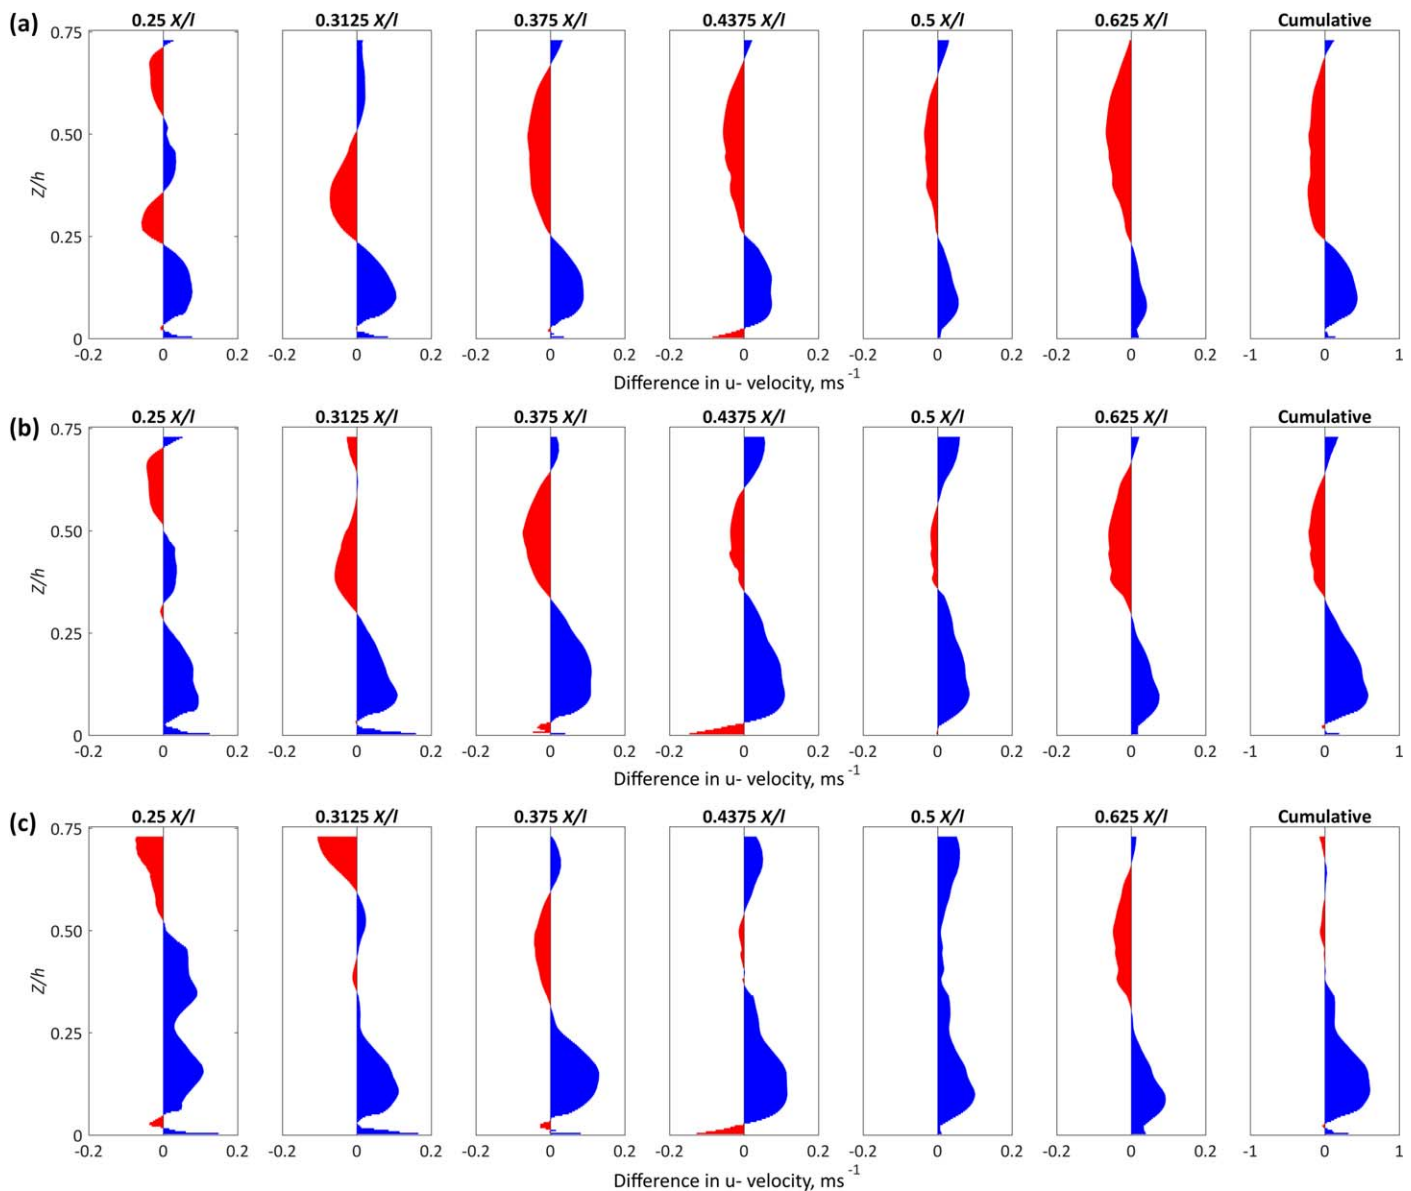 (a) 0.25 X/l 0.3125 X/l 0.375 X/l 0.4375 X/l 0.5 X/l 0.625 X/l Cumulative
0.75
0.50
Z/h
0.25
0
-0.2 0 0.2 -0.2 0 0.2 -0.2 0 0.2 -0.2 0 0.2 -0.2 0 0.2 -0.2 0 0.2 -1 0 1
Difference in u- velocity, ms-1
(b) 0.25 X/l 0.3125 X/l 0.375 X/l 0.4375 X/l 0.5 X/l 0.625 X/l Cumulative
0.75
0.50
Z/h
0.25
0
-0.2 0 0.2 -0.2 0 0.2 -0.2 0 0.2 -0.2 0 0.2 -0.2 0 0.2 -0.2 0 0.2 -1 0 1
Difference in u- velocity, ms-1
(c) 0.25 X/l 0.3125 X/l 0.375 X/l 0.4375 X/l 0.5 X/l 0.625 X/l Cumulative
0.75
0.50
Z/h
0.25
0
-0.2 0 0.2 -0.2 0 0.2 -0.2 0 0.2 -0.2 0 0.2 -0.2 0 0.2 -0.2 0 0.2 -1 0 1
Difference in u- velocity, ms-1